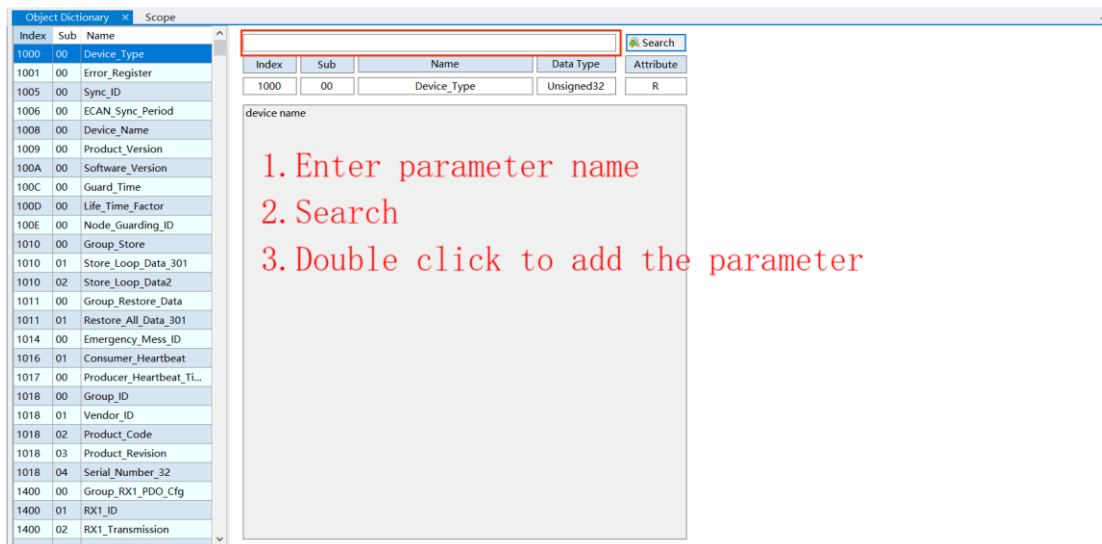 Object Dictionary × Scope
Index Sub Name
1000 00 Device_Type
1001 00 Error_Register
1005 00 Sync_ID
1006 00 ECAN_Sync_Period
1008 00 Device_Name
1009 00 Product_Version
100A 00 Software_Version
100C 00 Guard_Time
100D 00 Life_Time_Factor
100E 00 Node_Guarding_ID
1010 00 Group_Store
1010 01 Store_Loop_Data_301
1010 02 Store_Loop_Data2
1011 00 Group_Restore_Data
1011 01 Restore_All_Data_301
1014 00 Emergency_Mess_ID
1016 01 Consumer_Heartbeat
1017 00 Producer_Heartbeat_Ti...
1018 00 Group_ID
1018 01 Vendor_ID
1018 02 Product_Code
1018 03 Product_Revision
1018 04 Serial_Number_32
1400 00 Group_RX1_PDO_Cfg
1400 01 RX1_ID
1400 02 RX1_Transmission
Search
Index Sub Name Data Type Attribute
1000 00 Device_Type Unsigned32 R
device name
1. Enter parameter name
2. Search
3. Double click to add the parameter